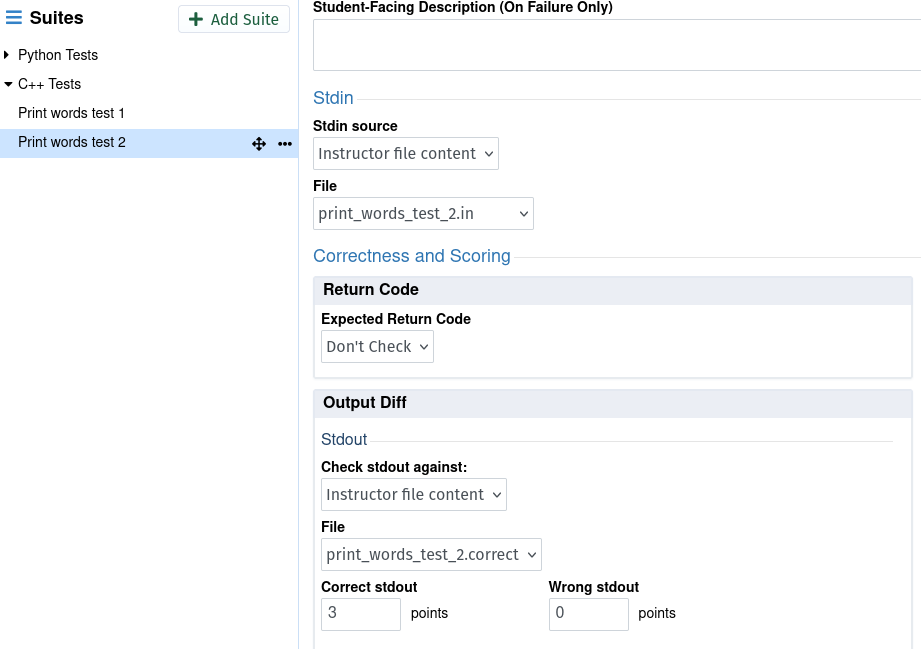 Suites
Add Suite
Python Tests
C++ Tests
Print words test 1
Print words test 2
Student-Facing Description (On Failure Only)
Stdin
Stdin source
Instructor file content
File
print_words_test_2.in
Correctness and Scoring
Return Code
Expected Return Code
Don't Check
Output Diff
Stdout
Check stdout against:
Instructor file content
File
print_words_test_2.correct
Correct stdout Wrong stdout
3 points 0 points